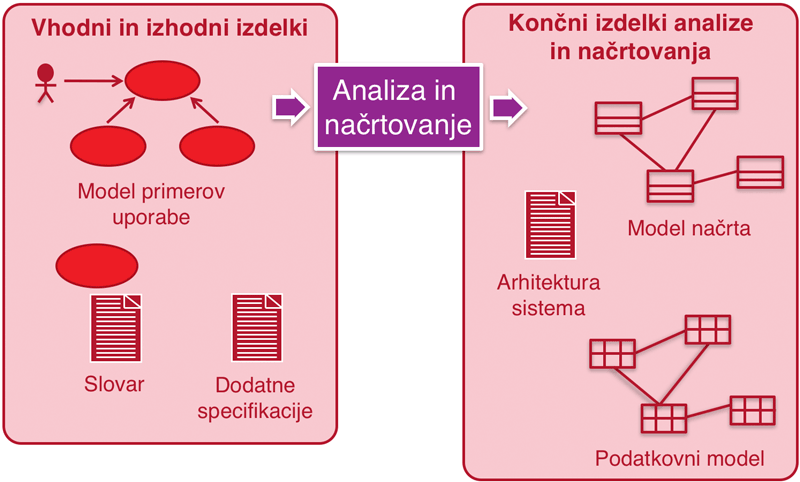 Vhodni in izhodni izdelki
Model primerov
uporabe
Slovar
Dodatne
specifikacije
Analiza in
načrtovanje
Končni izdelki analize
in načrtovanja
Model načrta
Arhitektura
sistema
Podatkovni model